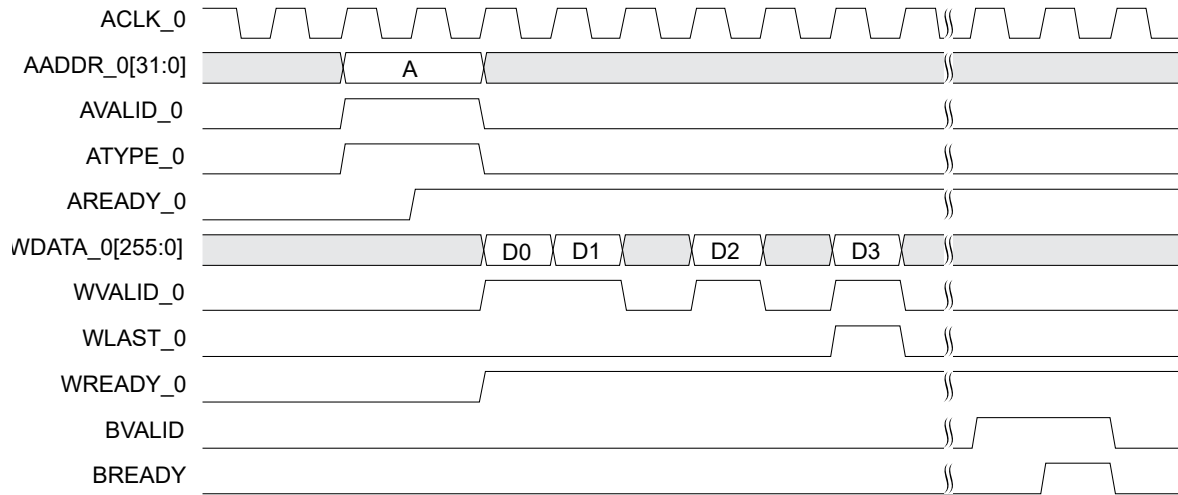 ACLK_0
AADDR_0[31:0] A
AVALID_0
ATYPE_0
AREADY_0
WDATA_0[255:0] D0 D1 D2 D3
WVALID_0
WLAST_0
WREADY_0
BVALID
BREADY